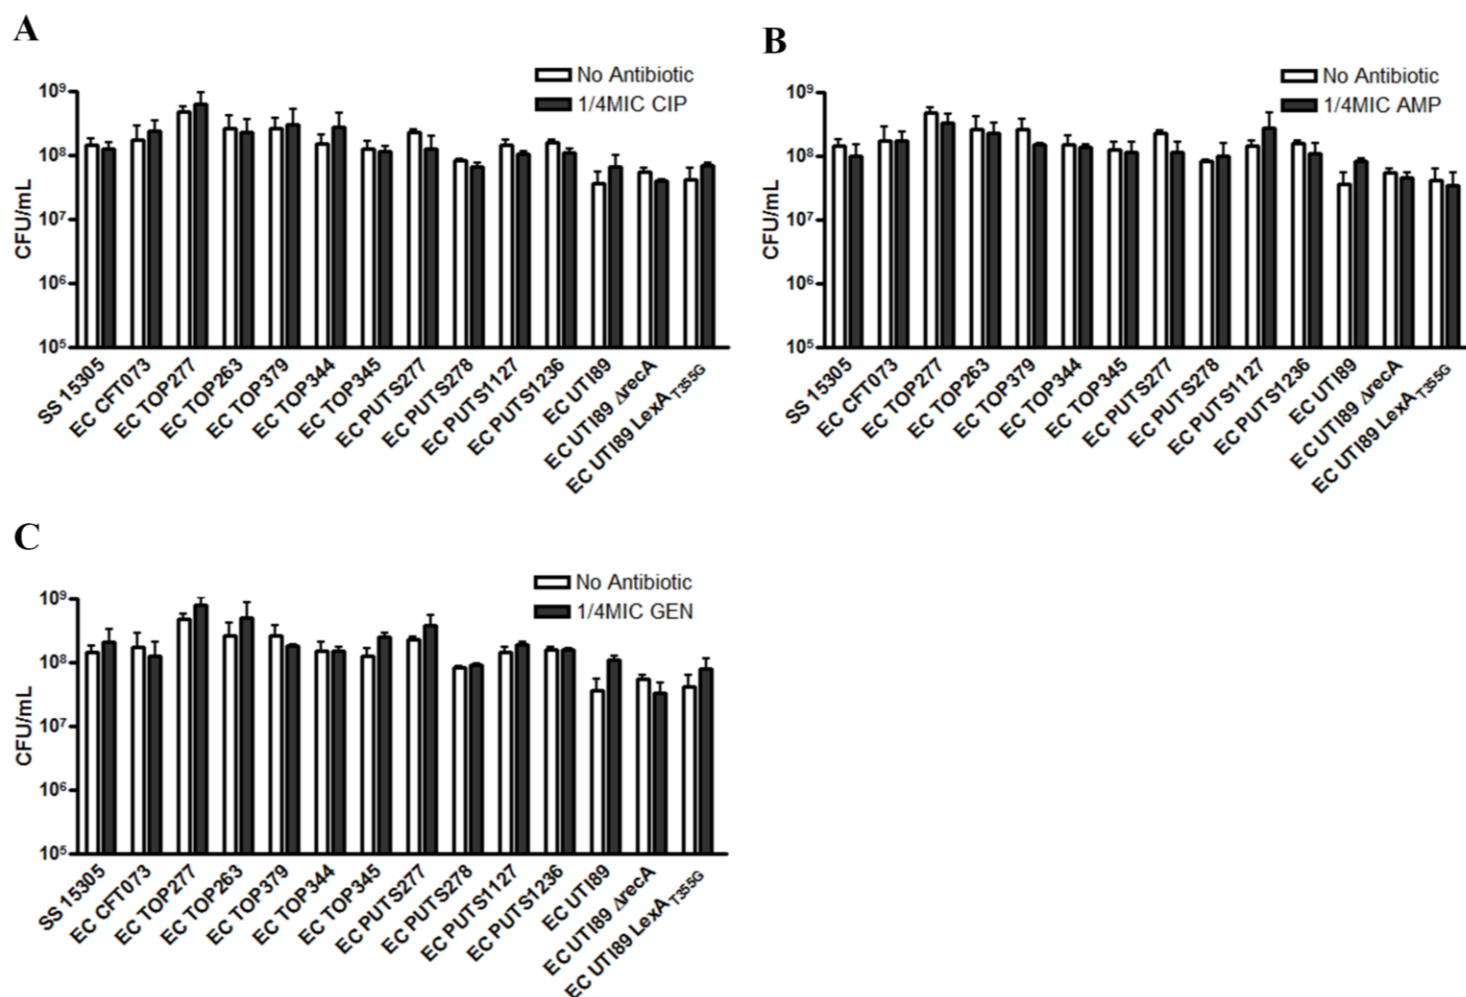 A
No Antibiotic
1/4MIC CIP
CFU/mL
10⁹
10⁸
10⁷
10⁶
10⁵
SS 15305
EC CFT073
EC TOP277
EC TOP263
EC TOP379
EC TOP344
EC TOP345
EC PUTS277
EC PUTS278
EC PUTS1127
EC PUTS1236
EC UTI89
EC UTI89 ΔrecA
EC UTI89 LexA_T355G
B
No Antibiotic
1/4MIC AMP
CFU/mL
10⁹
10⁸
10⁷
10⁶
10⁵
SS 15305
EC CFT073
EC TOP277
EC TOP263
EC TOP379
EC TOP344
EC TOP345
EC PUTS277
EC PUTS278
EC PUTS1127
EC PUTS1236
EC UTI89
EC UTI89 ΔrecA
EC UTI89 LexA_T355G
C
No Antibiotic
1/4MIC GEN
CFU/mL
10⁹
10⁸
10⁷
10⁶
10⁵
SS 15305
EC CFT073
EC TOP277
EC TOP263
EC TOP379
EC TOP344
EC TOP345
EC PUTS277
EC PUTS278
EC PUTS1127
EC PUTS1236
EC UTI89
EC UTI89 ΔrecA
EC UTI89 LexA_T355G